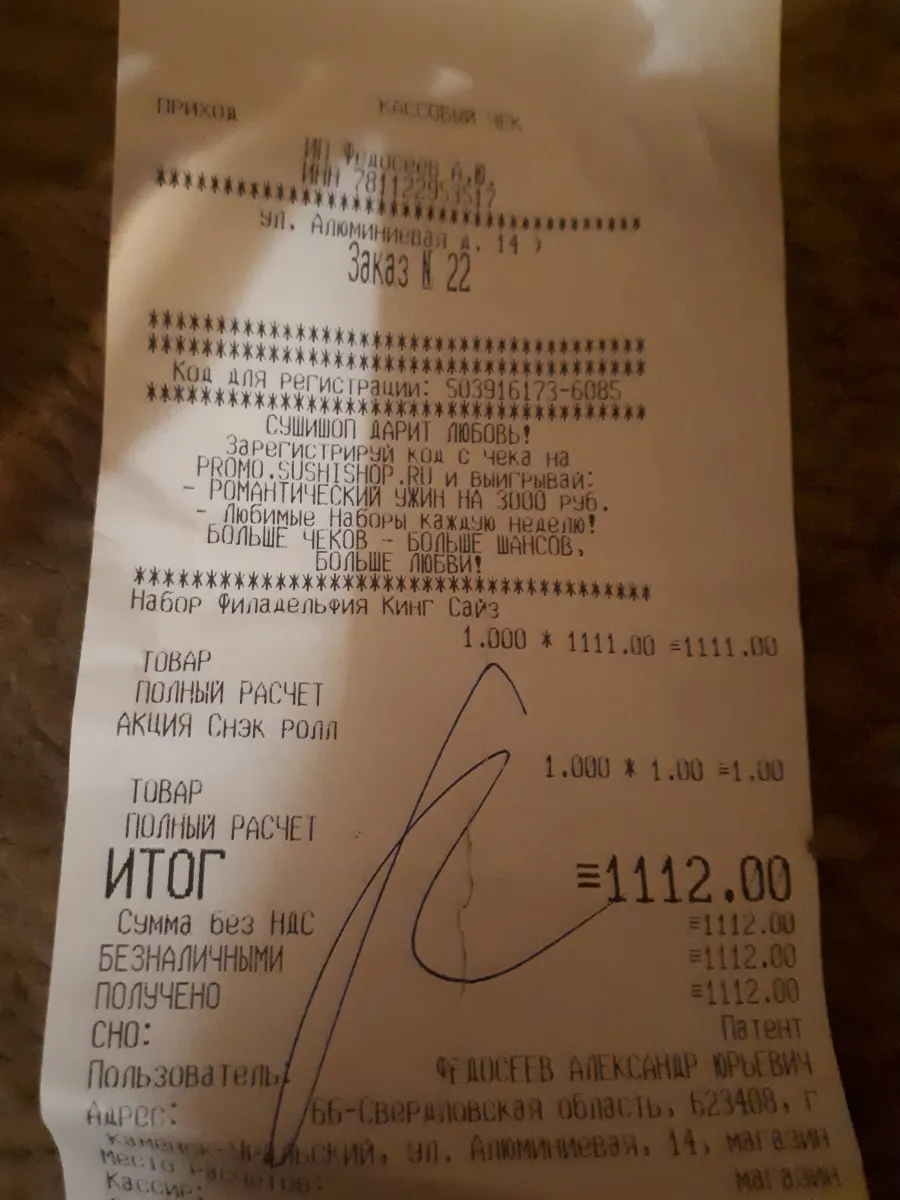 КАССОВЫЙ ЧЕК
ПРИХОД
ИП Федосеев А.Ю.
ИНН 781122953517
****************************************
ул. Алюминиевая д. 14 )
Заказ N 22
****************************************
****************************************
Код для регистрации: S03916173-6085
****************************************
СУШИШОП ДАРИТ ЛЮБОВЬ!
Зарегистрируй код с чека на
PROMO.SUSHISHOP.RU и выигрывай:
- РОМАНТИЧЕСКИЙ УЖИН НА 3000 руб.
- Любимые Наборы каждую неделю!
БОЛЬШЕ ЧЕКОВ - БОЛЬШЕ ШАНСОВ,
БОЛЬШЕ ЛЮБВИ!
****************************************
Набор Филадельфия Кинг Сайз
1.000 * 1111.00 =1111.00
ТОВАР
ПОЛНЫЙ РАСЧЕТ
АКЦИЯ Снэк ролл
1.000 * 1.00 =1.00
ТОВАР
ПОЛНЫЙ РАСЧЕТ
ИТОГ =1112.00
Сумма без НДС =1112.00
БЕЗНАЛИЧНЫМИ =1112.00
ПОЛУЧЕНО =1112.00
СНО: Патент
Пользователь: ФЕДОСЕЕВ АЛЕКСАНДР ЮРЬЕВИЧ
Адрес: 66-Свердловская область, 623408, г
Каменск-Уральский, ул. Алюминиевая, 14, магазин
Место расчетов: магазин
Кассир: